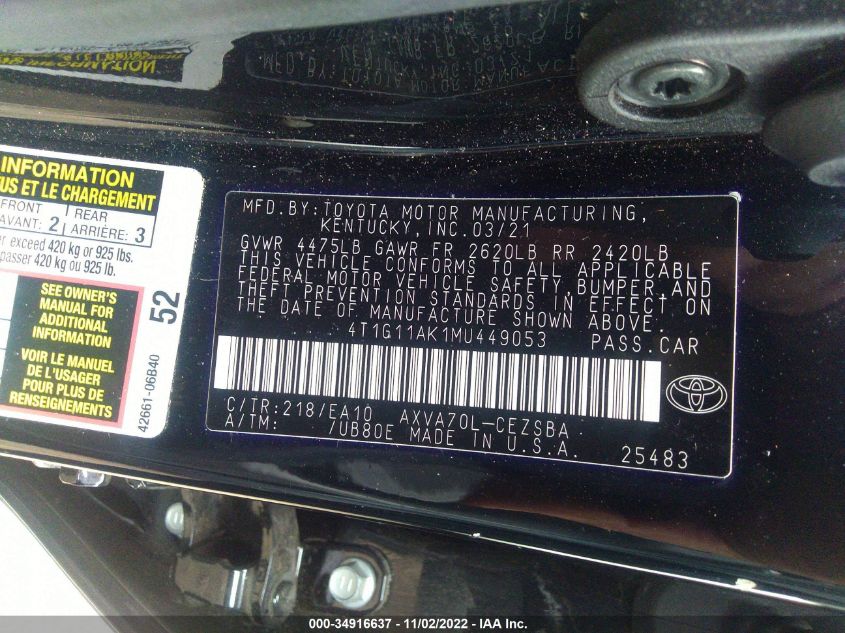 INFORMATION
US ET LE CHARGEMENT
FRONT
AVANT: 2
REAR
ARRIÈRE: 3
exceed 420 kg or 925 lbs.
passer 420 kg ou 925 lb.
SEE OWNER'S
MANUAL FOR
ADDITIONAL
INFORMATION
VOIR LE MANUEL
DE L'USAGER
POUR PLUS DE
RENSEIGNEMENTS
52
42661-06B40
MFD.BY:TOYOTA MOTOR MANUFACTURING,
KENTUCKY, INC.03/21
GVWR 4475LB GAWR FR 2620LB RR 2420LB
THIS VEHICLE CONFORMS TO ALL APPLICABLE
FEDERAL MOTOR VEHICLE SAFETY,BUMPER,AND
THEFT PREVENTION STANDARDS IN EFFECT ON
THE DATE OF MANUFACTURE SHOWN ABOVE.
4T1G11AK1MU449053 PASS.CAR
C/TR:218/EA10 AXVA70L-CEZSBA
A/TM: /UB80E MADE IN U.S.A. 25483
TOYOTA
000-34916637 - 11/02/2022 - IAA Inc.